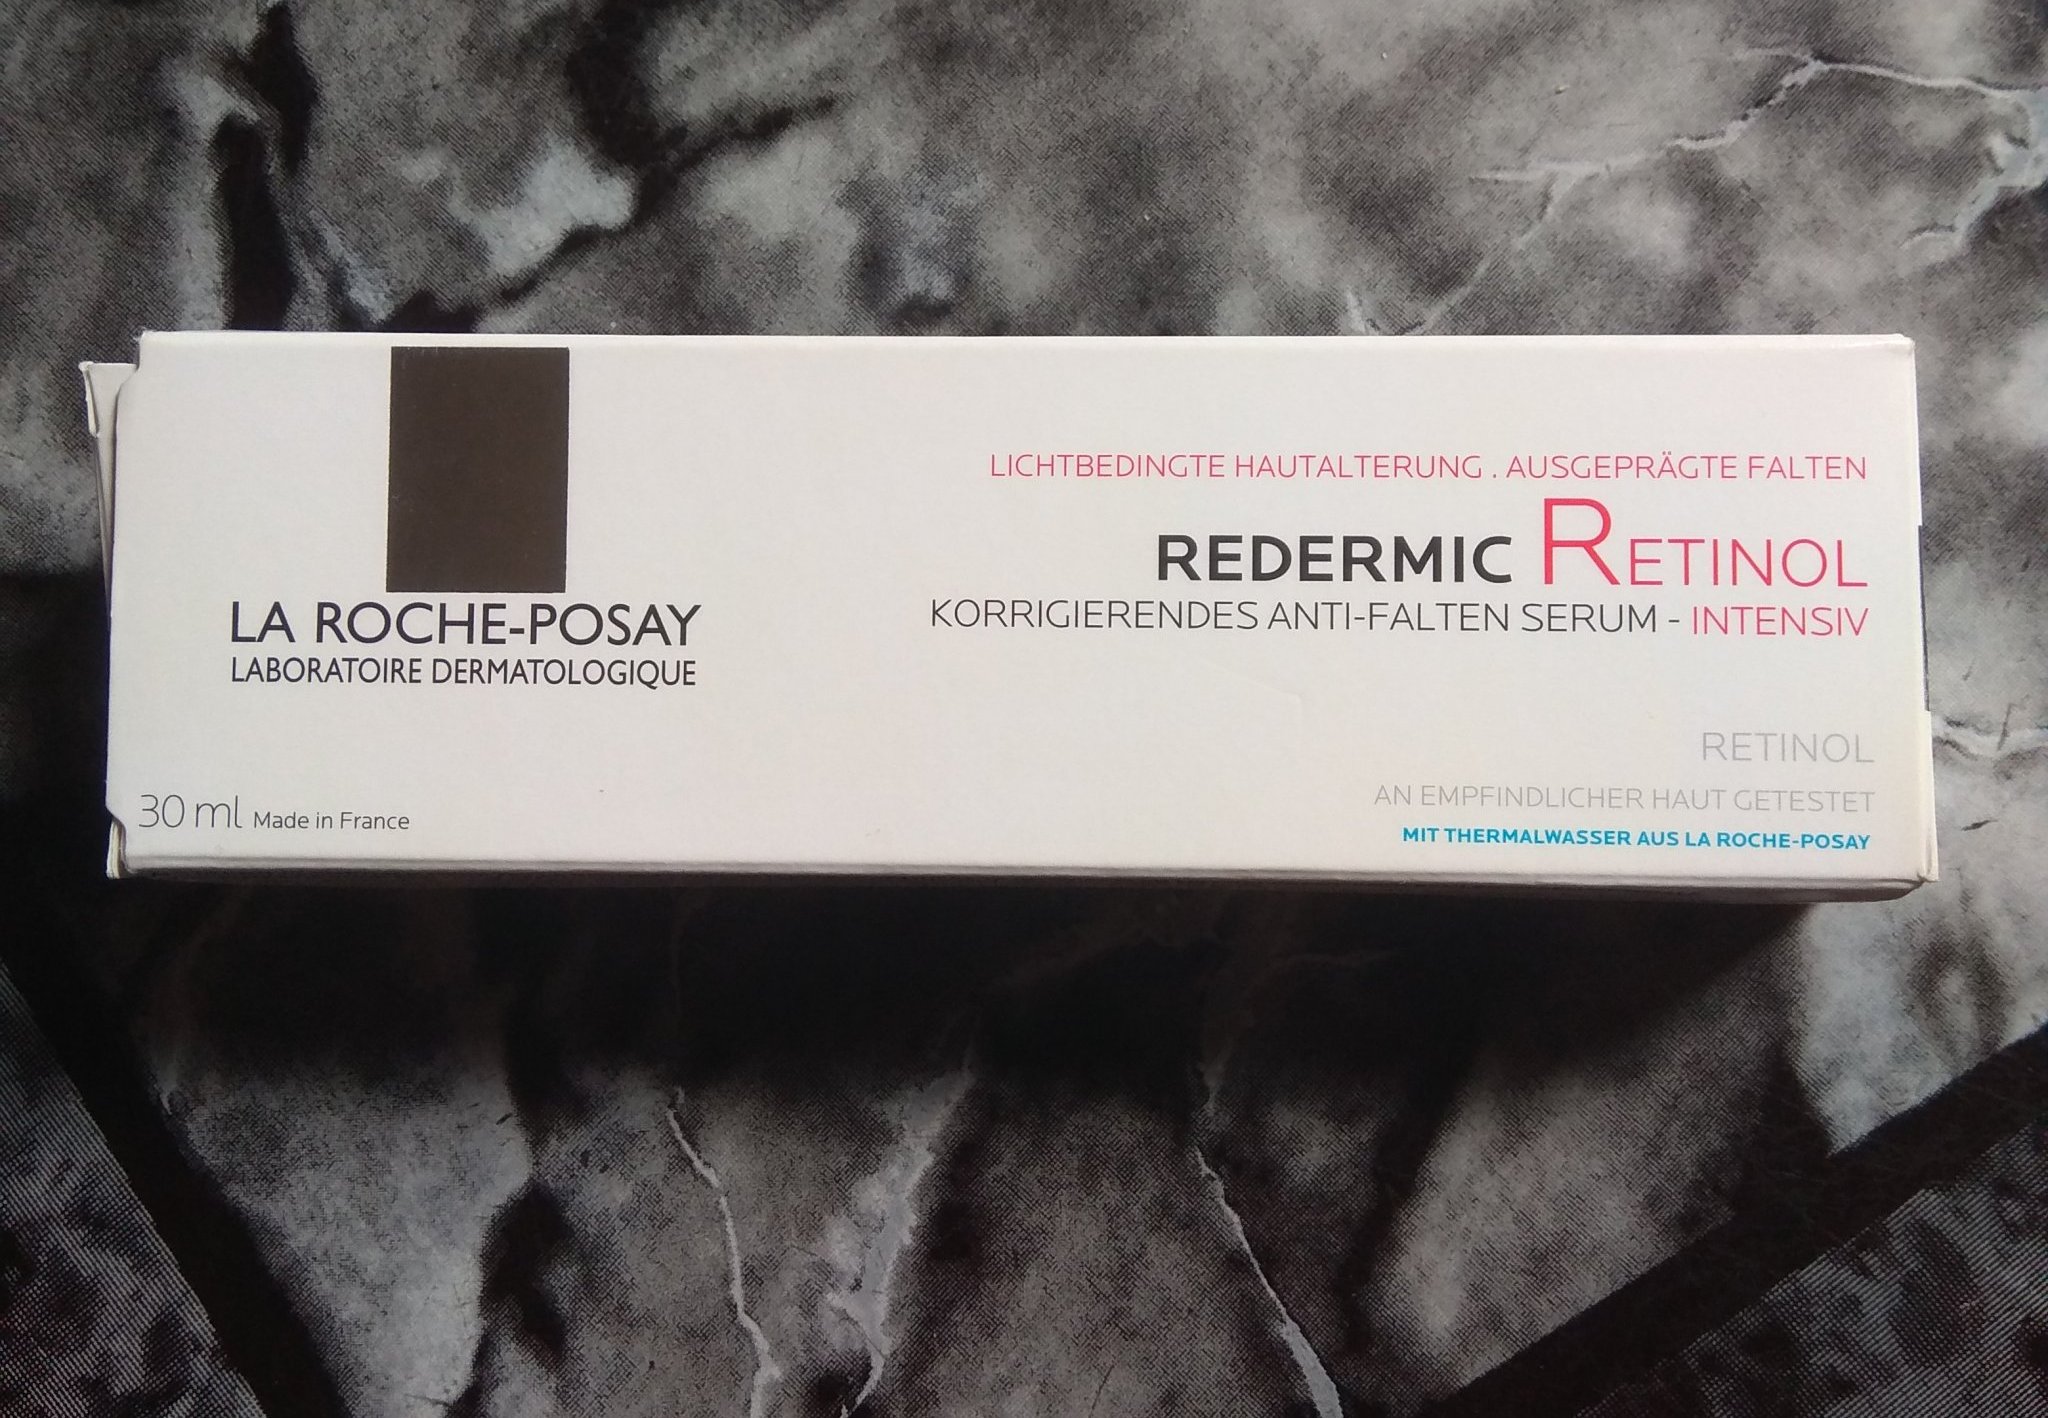 LA ROCHE-POSAY
LABORATOIRE DERMATOLOGIQUE
30 ml Made in France
LICHTBEDINGTE HAUTALTERUNG . AUSGEPRÄGTE FALTEN
REDERMIC RETINOL
KORRIGIERENDES ANTI-FALTEN SERUM - INTENSIV
RETINOL
AN EMPFINDLICHER HAUT GETESTET
MIT THERMALWASSER AUS LA ROCHE-POSAY